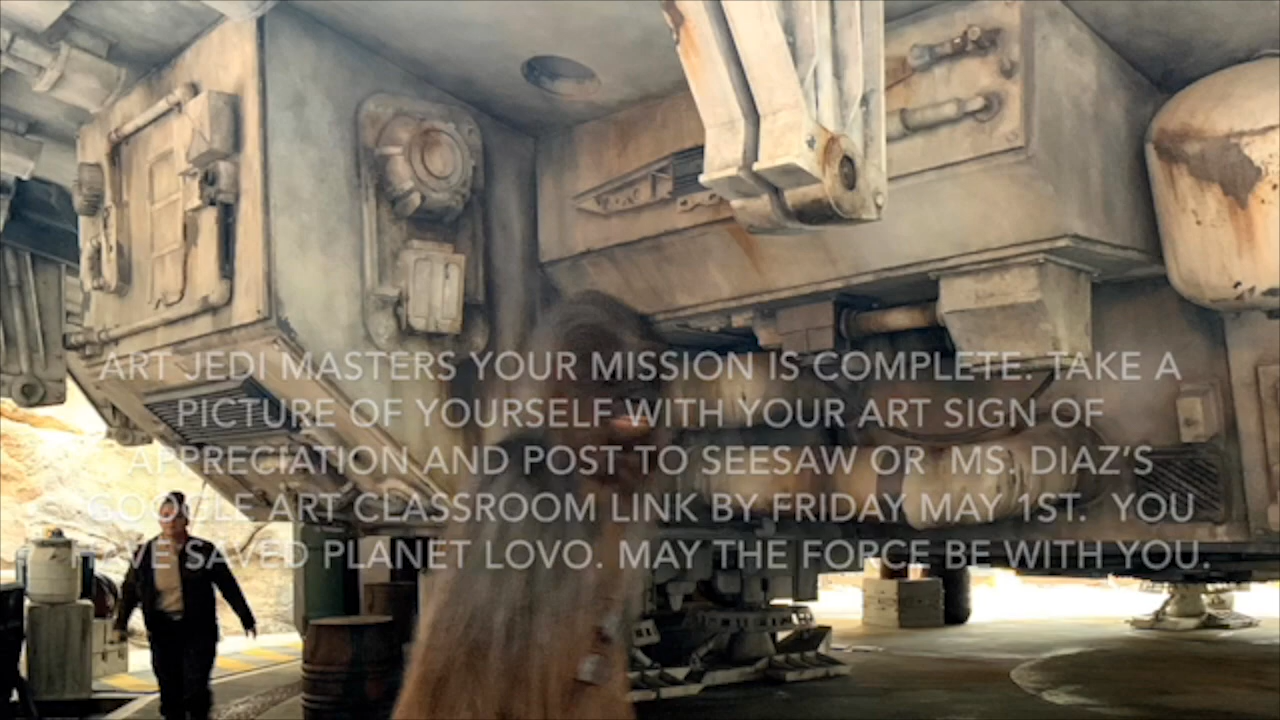 ART JEDI MASTERS YOUR MISSION IS COMPLETE. TAKE A
PICTURE OF YOURSELF WITH YOUR ART SIGN OF
APPRECIATION AND POST TO SEESAW OR MS. DIAZ’S
GOOGLE ART CLASSROOM LINK BY FRIDAY MAY 1ST. YOU
HAVE SAVED PLANET LOVO. MAY THE FORCE BE WITH YOU.